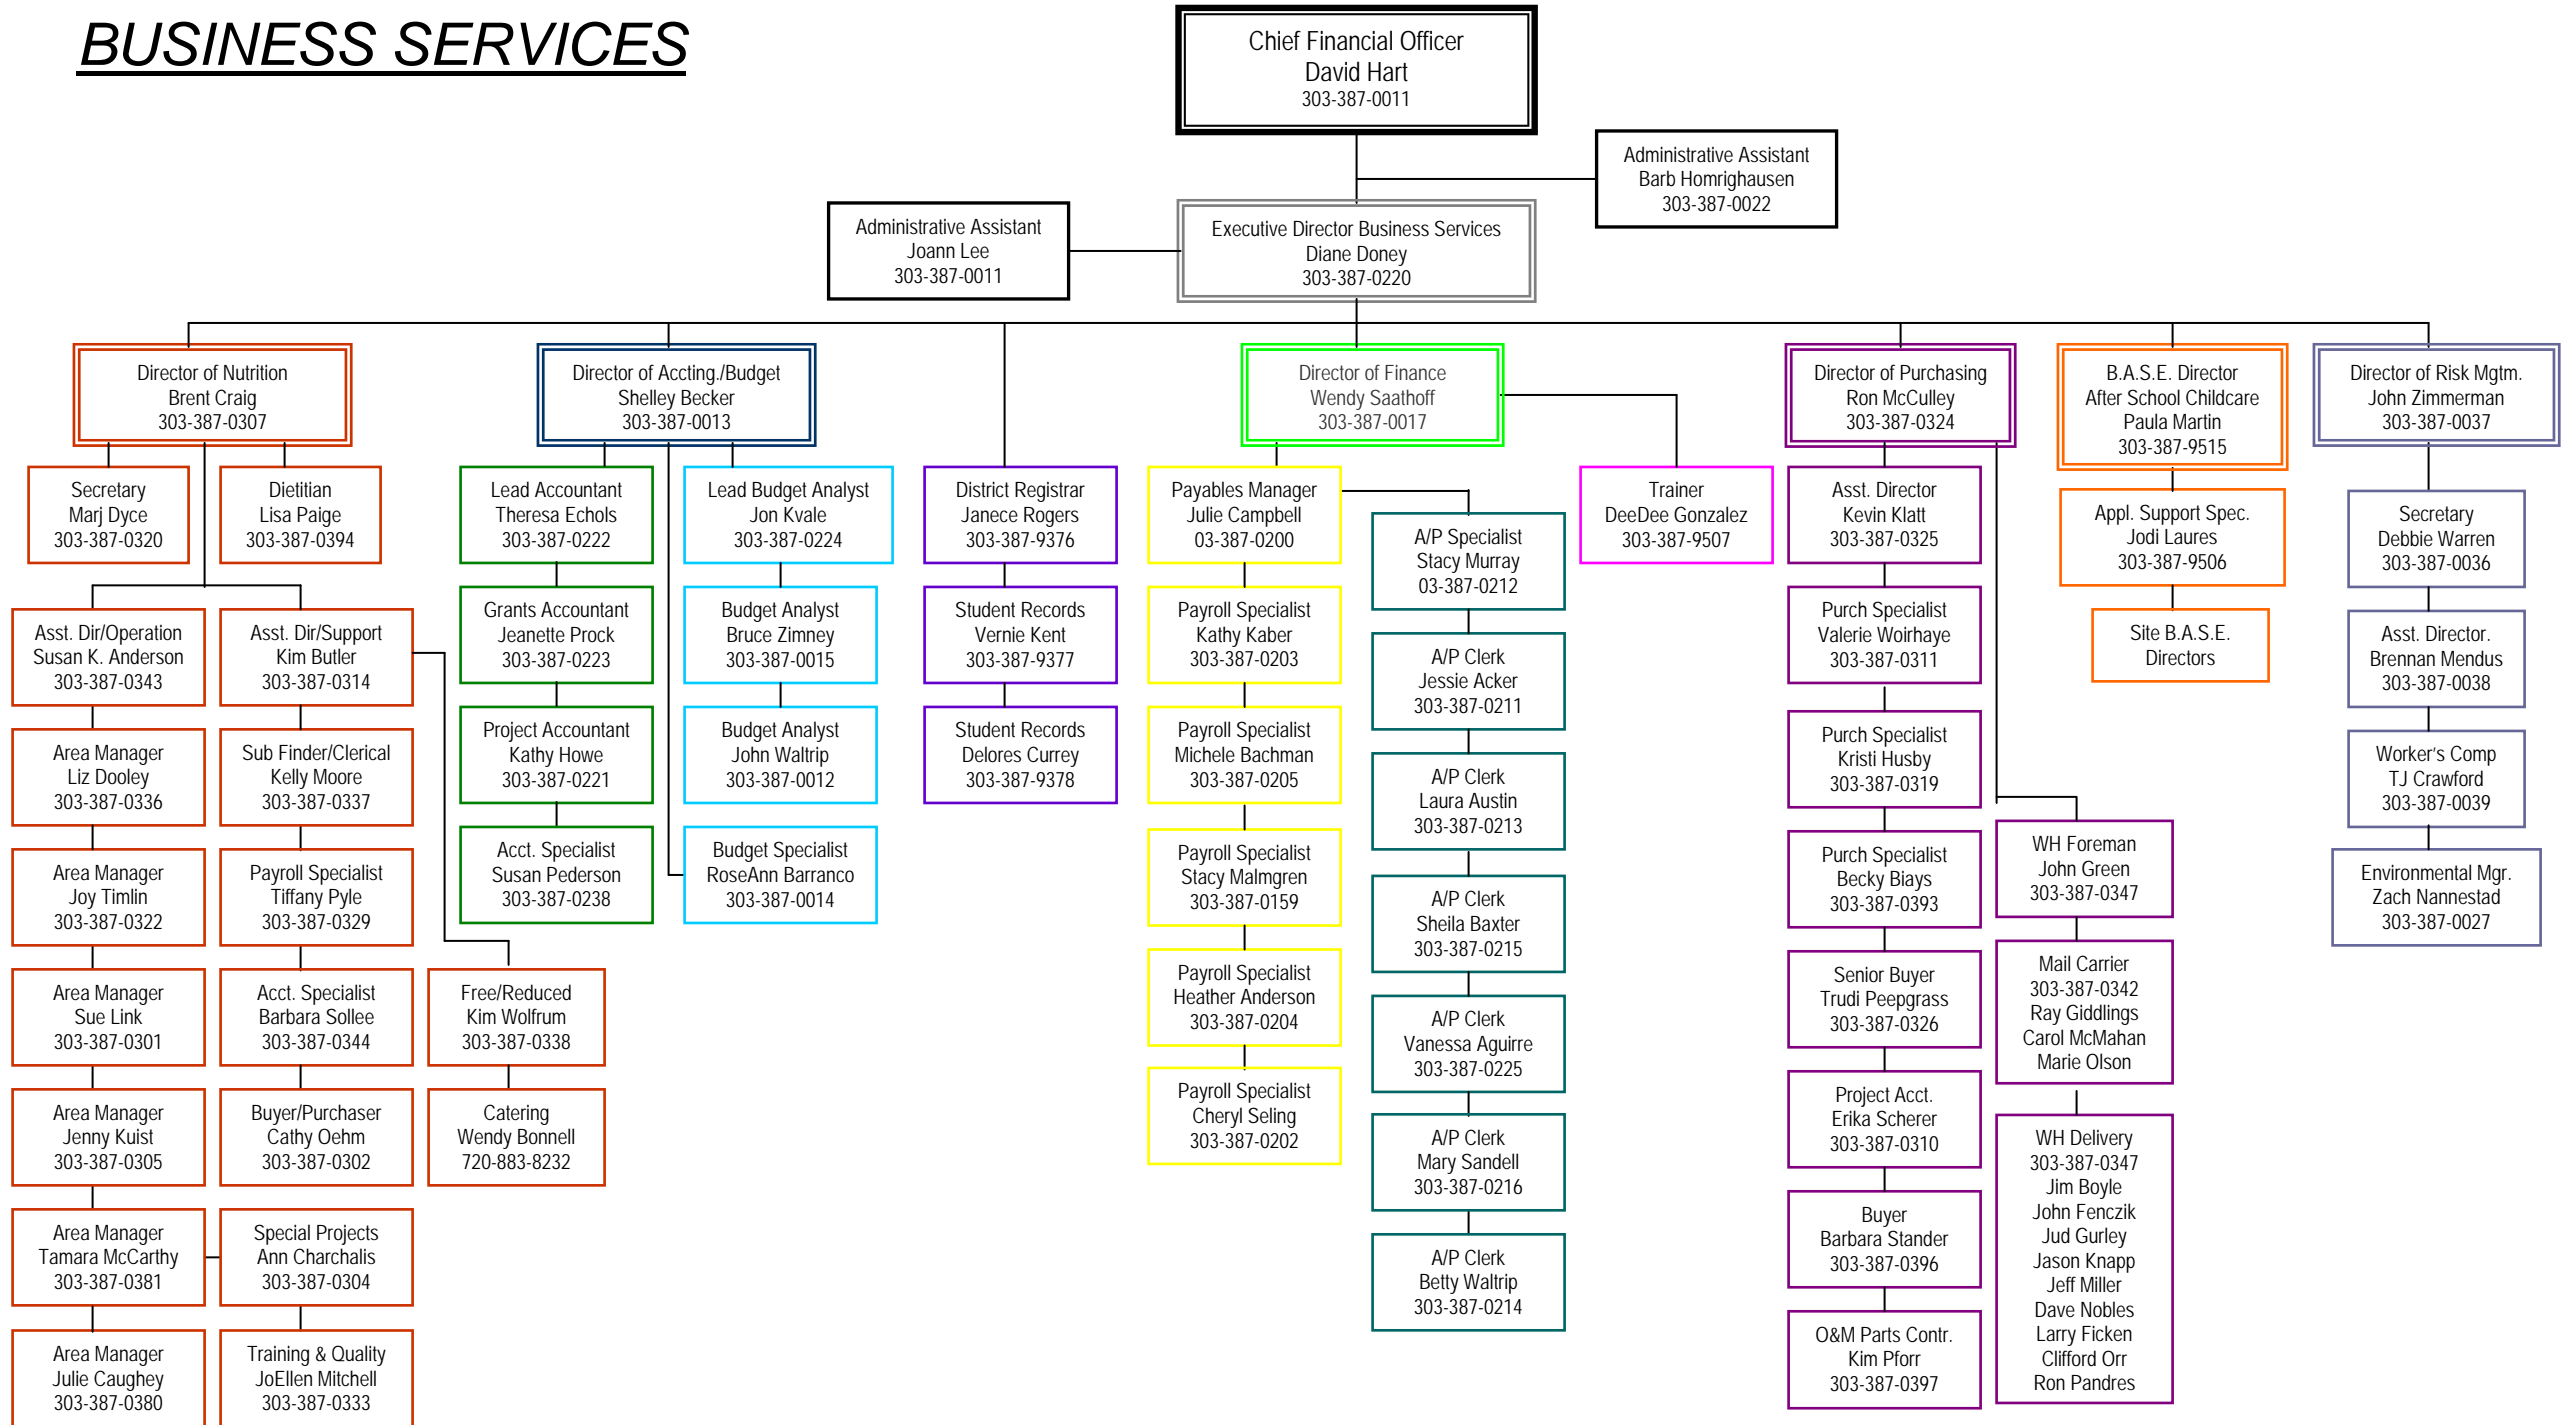 BUSINESS SERVICES
Chief Financial Officer
David Hart
303-387-0011
Administrative Assistant
Barb Homrighausen
303-387-0022
Administrative Assistant
Joann Lee
303-387-0011
Executive Director Business Services
Diane Doney
303-387-0220
Director of Nutrition
Brent Craig
303-387-0307
Secretary
Marj Dyce
303-387-0320
Dietitian
Lisa Paige
303-387-0394
Asst. Dir/Operation
Susan K. Anderson
303-387-0343
Area Manager
Liz Dooley
303-387-0336
Area Manager
Joy Timlin
303-387-0322
Area Manager
Sue Link
303-387-0301
Area Manager
Jenny Kuist
303-387-0305
Area Manager
Tamara McCarthy
303-387-0381
Area Manager
Julie Caughey
303-387-0380
Asst. Dir/Support
Kim Butler
303-387-0314
Sub Finder/Clerical
Kelly Moore
303-387-0337
Payroll Specialist
Tiffany Pyle
303-387-0329
Acct. Specialist
Barbara Sollee
303-387-0344
Buyer/Purchaser
Cathy Oehm
303-387-0302
Special Projects
Ann Charchalis
303-387-0304
Training & Quality
JoEllen Mitchell
303-387-0333
Free/Reduced
Kim Wolfrum
303-387-0338
Catering
Wendy Bonnell
720-883-8232
Director of Accting./Budget
Shelley Becker
303-387-0013
Lead Accountant
Theresa Echols
303-387-0222
Grants Accountant
Jeanette Prock
303-387-0223
Project Accountant
Kathy Howe
303-387-0221
Acct. Specialist
Susan Pederson
303-387-0238
Lead Budget Analyst
Jon Kvale
303-387-0224
Budget Analyst
Bruce Zimney
303-387-0015
Budget Analyst
John Waltrip
303-387-0012
Budget Specialist
RoseAnn Barranco
303-387-0014
District Registrar
Janece Rogers
303-387-9376
Student Records
Vernie Kent
303-387-9377
Student Records
Delores Currey
303-387-9378
Director of Finance
Wendy Saathoff
303-387-0017
Payables Manager
Julie Campbell
03-387-0200
Payroll Specialist
Kathy Kaber
303-387-0203
Payroll Specialist
Michele Bachman
303-387-0205
Payroll Specialist
Stacy Malmgren
303-387-0159
Payroll Specialist
Heather Anderson
303-387-0204
Payroll Specialist
Cheryl Seling
303-387-0202
A/P Specialist
Stacy Murray
03-387-0212
A/P Clerk
Jessie Acker
303-387-0211
A/P Clerk
Laura Austin
303-387-0213
A/P Clerk
Sheila Baxter
303-387-0215
A/P Clerk
Vanessa Aguirre
303-387-0225
A/P Clerk
Mary Sandell
303-387-0216
A/P Clerk
Betty Waltrip
303-387-0214
Trainer
DeeDee Gonzalez
303-387-9507
Director of Purchasing
Ron McCulley
303-387-0324
Asst. Director
Kevin Klatt
303-387-0325
Purch Specialist
Valerie Woirhaye
303-387-0311
Purch Specialist
Kristi Husby
303-387-0319
Purch Specialist
Becky Biays
303-387-0393
Senior Buyer
Trudi Peepgrass
303-387-0326
Project Acct.
Erika Scherer
303-387-0310
Buyer
Barbara Stander
303-387-0396
O&M Parts Contr.
Kim Pforr
303-387-0397
WH Foreman
John Green
303-387-0347
Mail Carrier
303-387-0342
Ray Giddlings
Carol McMahan
Marie Olson
WH Delivery
303-387-0347
Jim Boyle
John Fenczik
Jud Gurley
Jason Knapp
Jeff Miller
Dave Nobles
Larry Ficken
Clifford Orr
Ron Pandres
B.A.S.E. Director
After School Childcare
Paula Martin
303-387-9515
Appl. Support Spec.
Jodi Laures
303-387-9506
Site B.A.S.E.
Directors
Director of Risk Mgtm.
John Zimmerman
303-387-0037
Secretary
Debbie Warren
303-387-0036
Asst. Director.
Brennan Mendus
303-387-0038
Worker's Comp
TJ Crawford
303-387-0039
Environmental Mgr.
Zach Nannestad
303-387-0027